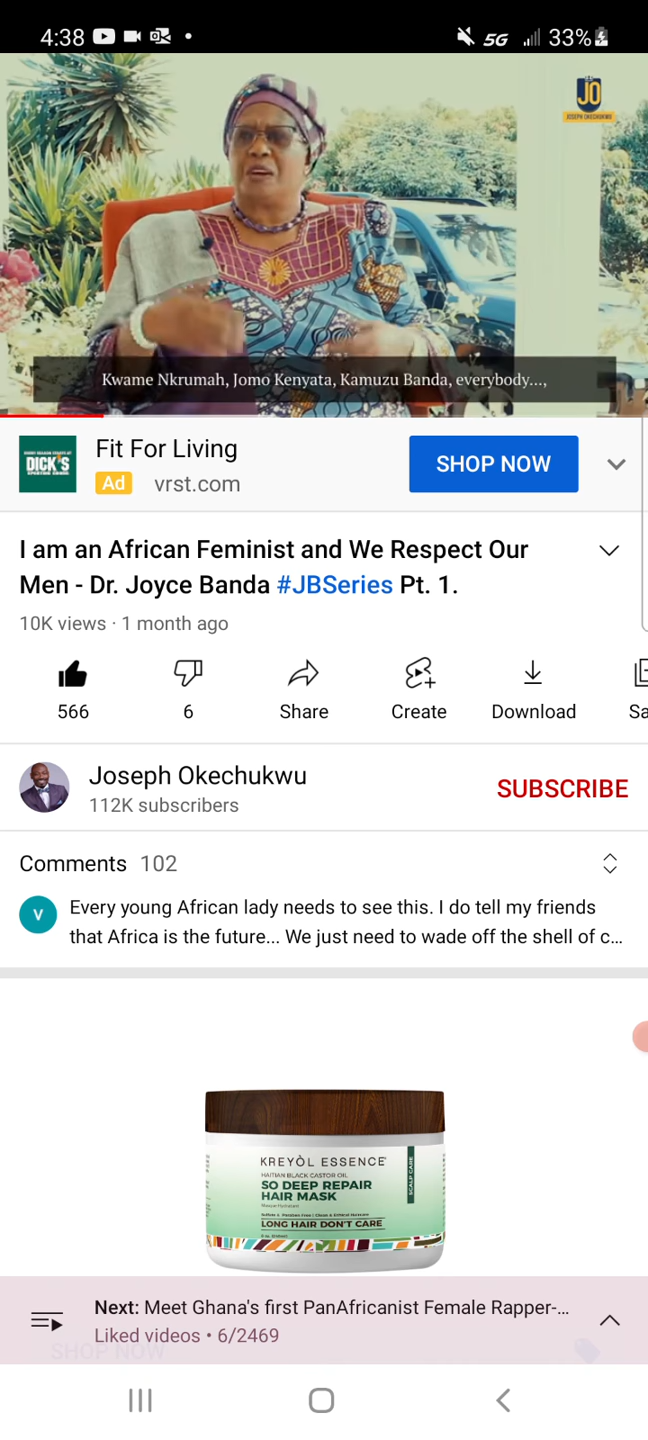 4:38
5G
33%
JO
JOSEPH OKECHUKWU
Kwame Nkrumah, Jomo Kenyata, Kamuzu Banda, everybody...,
DICK'S
SPORTING GOODS
Fit For Living
Ad vrst.com
SHOP NOW
I am an African Feminist and We Respect Our
Men - Dr. Joyce Banda #JBSeries Pt. 1.
10K views · 1 month ago
566
6
Share
Create
Download
Sa
Joseph Okechukwu
112K subscribers
SUBSCRIBE
Comments 102
V
Every young African lady needs to see this. I do tell my friends
that Africa is the future... We just need to wade off the shell of c...
KREYÒL ESSENCE
HAITIAN BLACK CASTOR OIL
SO DEEP REPAIR
HAIR MASK
SCALP CARE
LONG HAIR DON'T CARE
Next: Meet Ghana's first PanAfricanist Female Rapper-...
Liked videos • 6/2469
SHOP NOW